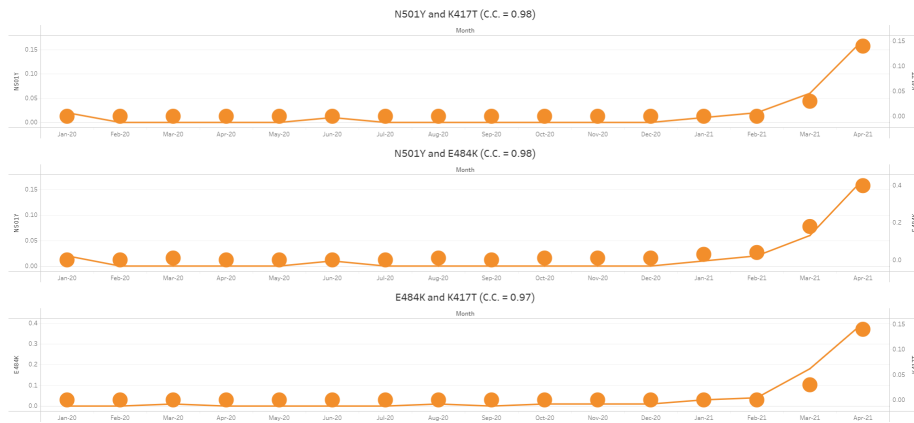 N501Y and K417T (C.C. = 0.98)
Month
0.15
0.10
0.05
0.00
N501Y
0.15
0.10
0.05
0.00
Jan-20 Feb-20 Mar-20 Apr-20 May-20 Jun-20 Jul-20 Aug-20 Sep-20 Oct-20 Nov-20 Dec-20 Jan-21 Feb-21 Mar-21 Apr-21
N501Y and E484K (C.C. = 0.98)
Month
0.15
0.10
0.05
0.00
N501Y
0.4
0.2
0.0
Jan-20 Feb-20 Mar-20 Apr-20 May-20 Jun-20 Jul-20 Aug-20 Sep-20 Oct-20 Nov-20 Dec-20 Jan-21 Feb-21 Mar-21 Apr-21
E484K and K417T (C.C. = 0.97)
Month
0.4
0.3
0.2
0.1
0.0
E484K
0.15
0.10
0.05
0.00
Jan-20 Feb-20 Mar-20 Apr-20 May-20 Jun-20 Jul-20 Aug-20 Sep-20 Oct-20 Nov-20 Dec-20 Jan-21 Feb-21 Mar-21 Apr-21